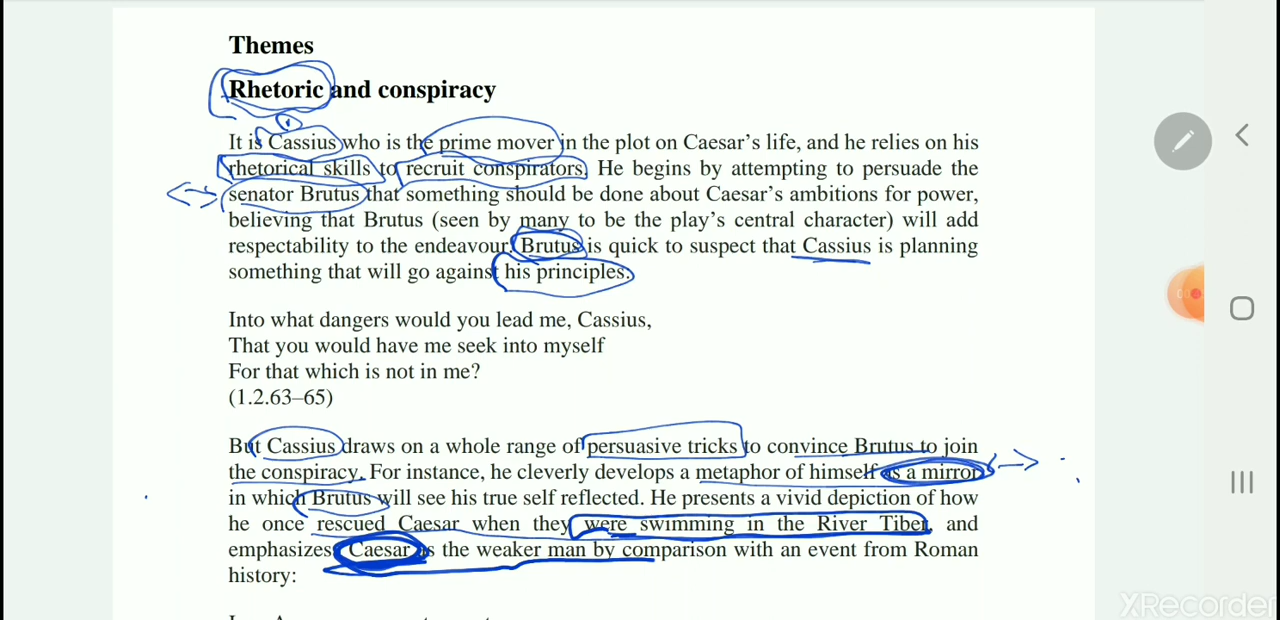 Themes
Rhetoric and conspiracy
It is Cassius who is the prime mover in the plot on Caesar's life, and he relies on his
rhetorical skills to recruit conspirators. He begins by attempting to persuade the
senator Brutus that something should be done about Caesar's ambitions for power,
believing that Brutus (seen by many to be the play's central character) will add
respectability to the endeavour. Brutus is quick to suspect that Cassius is planning
something that will go against his principles:
Into what dangers would you lead me, Cassius,
That you would have me seek into myself
For that which is not in me?
(1.2.63–65)
But Cassius draws on a whole range of persuasive tricks to convince Brutus to join
the conspiracy. For instance, he cleverly develops a metaphor of himself as a mirror
in which Brutus will see his true self reflected. He presents a vivid depiction of how
he once rescued Caesar when they were swimming in the River Tiber, and
emphasizes Caesar as the weaker man by comparison with an event from Roman
history:
XRecorder